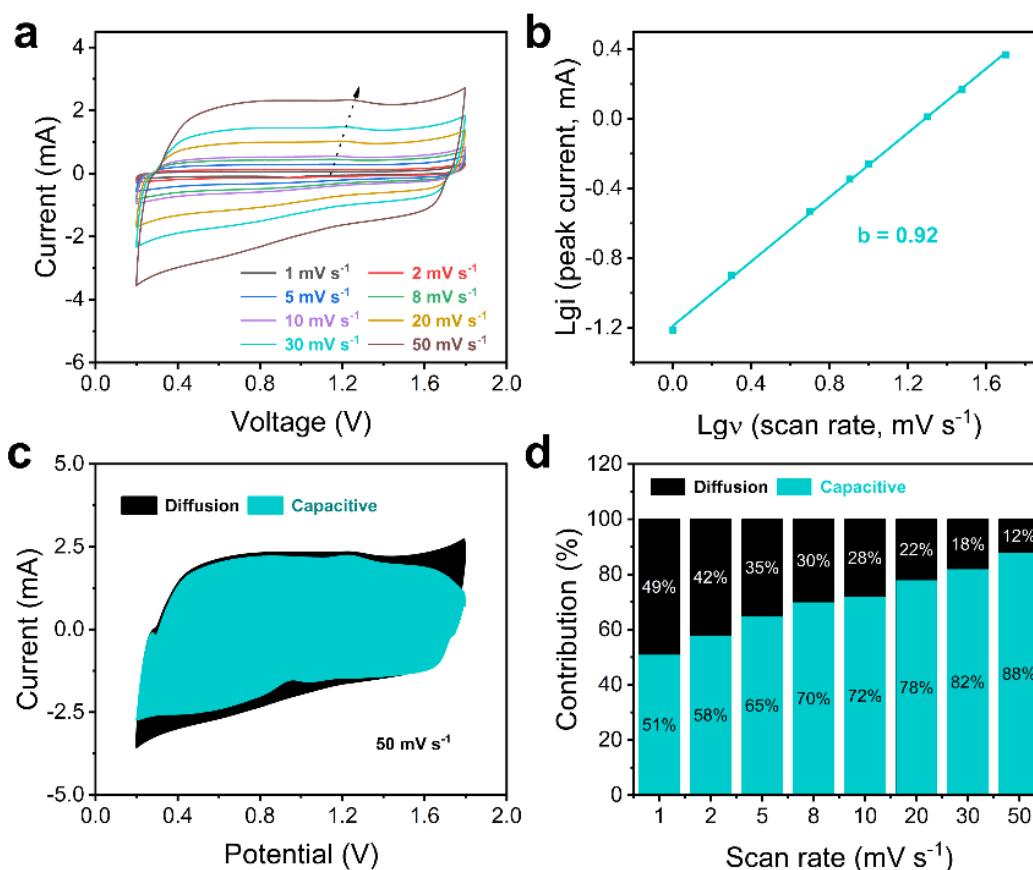 a
4
2
0
-2
-4
-6
Current (mA)
1 mV s⁻¹ 2 mV s⁻¹
5 mV s⁻¹ 8 mV s⁻¹
10 mV s⁻¹ 20 mV s⁻¹
30 mV s⁻¹ 50 mV s⁻¹
0.0 0.4 0.8 1.2 1.6 2.0
Voltage (V)
b
0.4
0.0
-0.4
-0.8
-1.2
Lgi (peak current, mA)
b = 0.92
0.0 0.4 0.8 1.2 1.6
Lgν (scan rate, mV s⁻¹)
c
5.0
2.5
0.0
-2.5
-5.0
Current (mA)
Diffusion Capacitive
50 mV s⁻¹
0.0 0.4 0.8 1.2 1.6 2.0
Potential (V)
d
120
100
80
60
40
20
0
Contribution (%)
Diffusion Capacitive
49% 42% 35% 30% 28% 22% 18% 12%
51% 58% 65% 70% 72% 78% 82% 88%
1 2 5 8 10 20 30 50
Scan rate (mV s⁻¹)